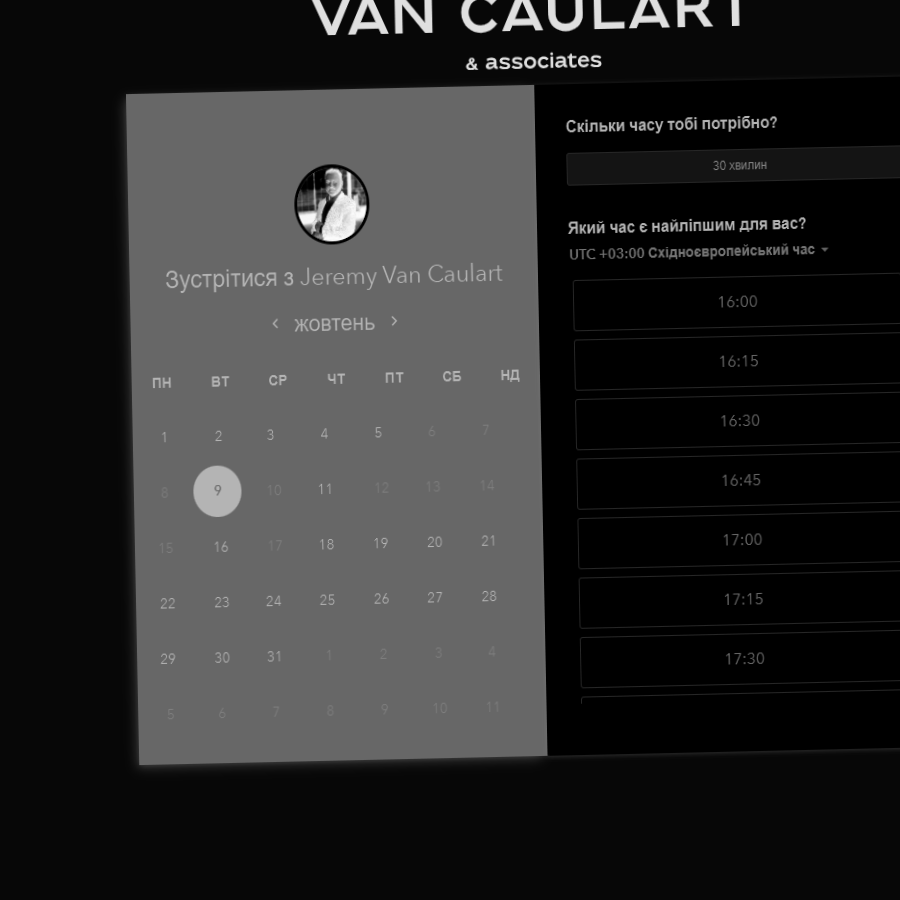 VAN CAULART
& associates
Зустрітися з Jeremy Van Caulart
жовтень
ПН ВТ СР ЧТ ПТ СБ НД
1 2 3 4 5 6 7
8 9 10 11 12 13 14
15 16 17 18 19 20 21
22 23 24 25 26 27 28
29 30 31 1 2 3 4
5 6 7 8 9 10 11
Скільки часу тобі потрібно?
30 хвилин
Який час є найліпшим для вас?
UTC +03:00 Східноєвропейський час
16:00
16:15
16:30
16:45
17:00
17:15
17:30